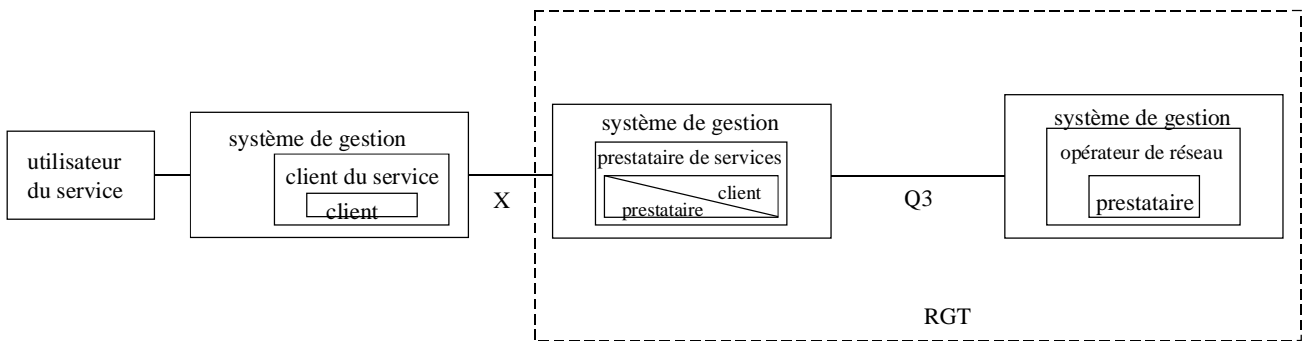 utilisateur
du service
système de gestion
client du service
client
X
système de gestion
prestataire de services
client
prestataire
Q3
système de gestion
opérateur de réseau
prestataire
RGT